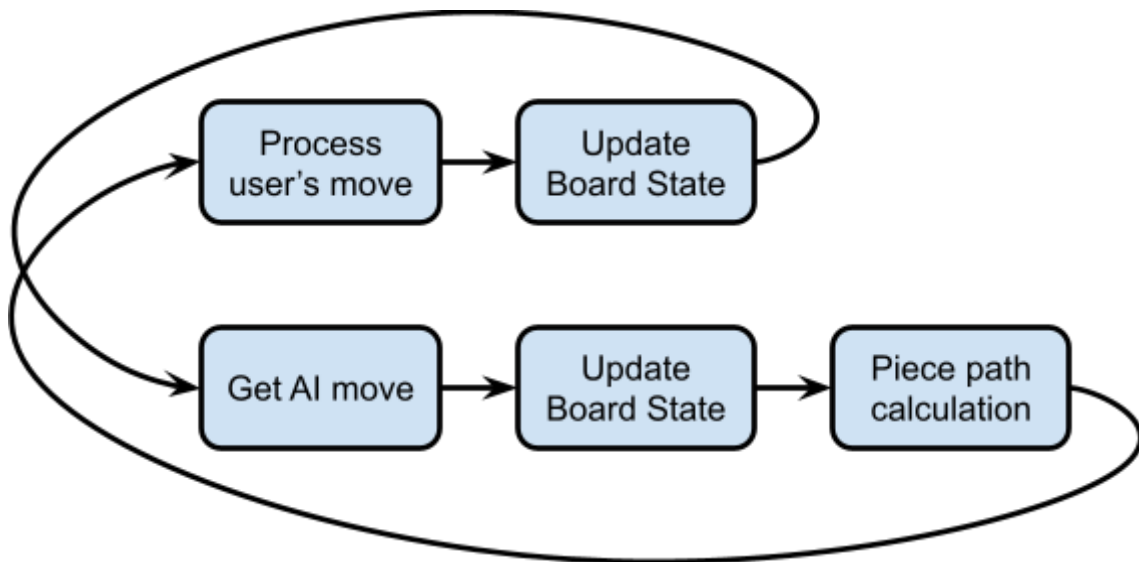 Process
user’s move
Update
Board State
Get AI move
Update
Board State
Piece path
calculation